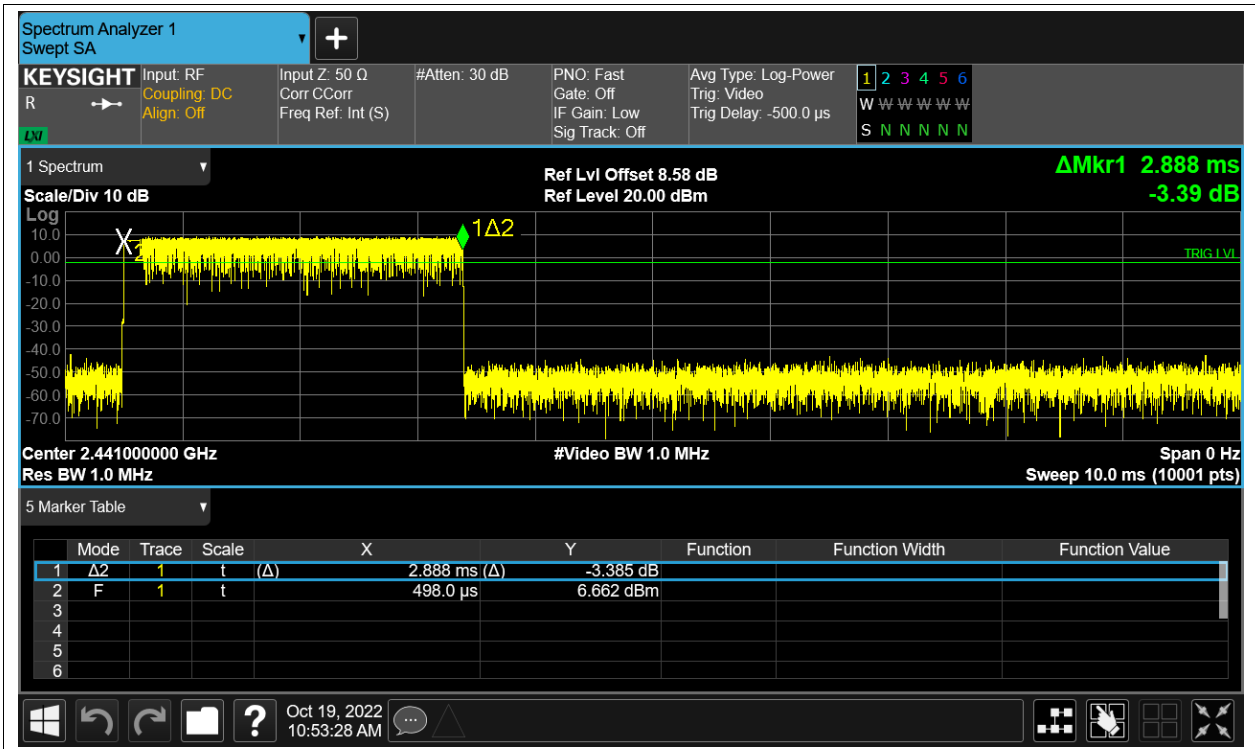 Spectrum Analyzer 1
Swept SA
KEYSIGHT Input: RF Input Z: 50 Ω #Atten: 30 dB PNO: Fast Avg Type: Log-Power 1 2 3 4 5 6
R Coupling: DC Corr CCorr Gate: Off Trig: Video W W W W W W
Align: Off Freq Ref: Int (S) IF Gain: Low Trig Delay: -500.0 µs
LXI Sig Track: Off S N N N N N
1 Spectrum Ref Lvl Offset 8.58 dB ΔMkr1 2.888 ms
Scale/Div 10 dB Ref Level 20.00 dBm -3.39 dB
Log
10.0 X2 1Δ2
0.00 TRIG LVL
-10.0
-20.0
-30.0
-40.0
-50.0
-60.0
-70.0
Center 2.441000000 GHz #Video BW 1.0 MHz Span 0 Hz
Res BW 1.0 MHz Sweep 10.0 ms (10001 pts)
5 Marker Table
Mode Trace Scale X Y Function Function Width Function Value
1 Δ2 1 t (Δ) 2.888 ms (Δ) -3.385 dB
2 F 1 t 498.0 µs 6.662 dBm
3
4
5
6
? Oct 19, 2022
10:53:28 AM